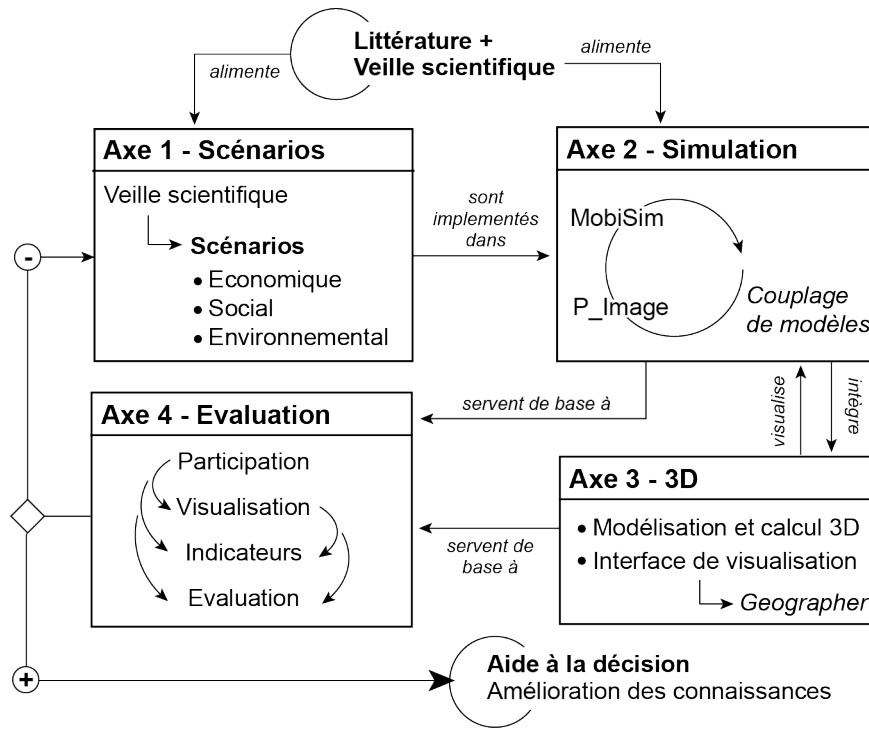 Littérature +
Veille scientifique
alimente
alimente
Axe 1 - Scénarios
Veille scientifique
Scénarios
• Economique
• Social
• Environnemental
sont
implementés
dans
Axe 2 - Simulation
MobiSim
P_Image
Couplage
de modèles
-
Axe 4 - Evaluation
Participation
Visualisation
Indicateurs
Evaluation
servent de base à
visualise
intègre
Axe 3 - 3D
• Modélisation et calcul 3D
• Interface de visualisation
Geographer
servent de
base à
+
Aide à la décision
Amélioration des connaissances